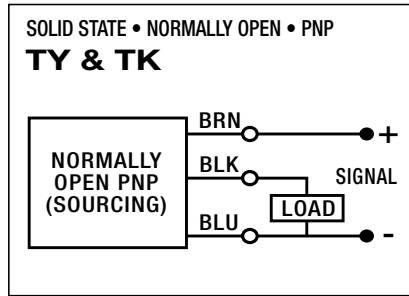 SOLID STATE • NORMALLY OPEN • PNP
TY & TK
BRN
+
NORMALLY
OPEN PNP
(SOURCING)
BLK
SIGNAL
LOAD
BLU
-